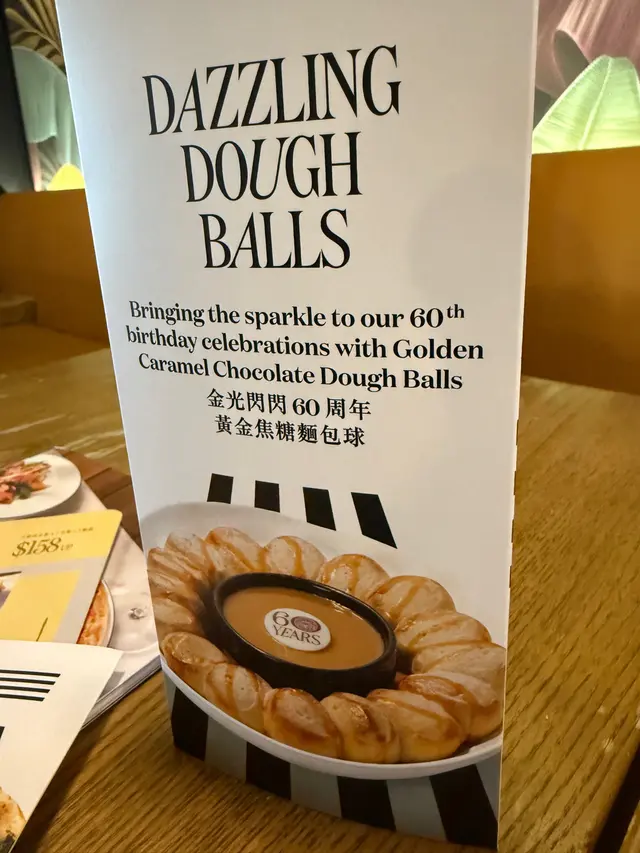 DAZZLING
DOUGH
BALLS
Bringing the sparkle to our 60th
birthday celebrations with Golden
Caramel Chocolate Dough Balls
金光閃閃 60 周年
黃金焦糖麵包球
60
YEARS
$158 UP